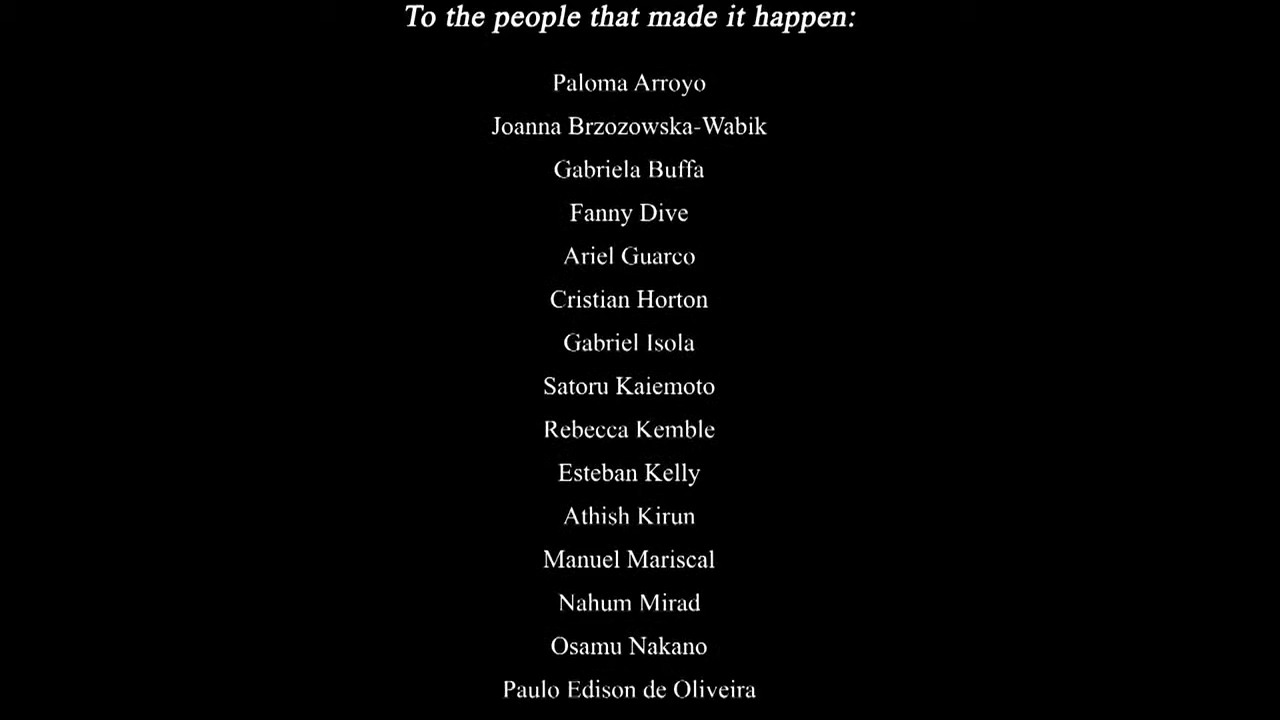 To the people that made it happen:
Paloma Arroyo
Joanna Brzozowska-Wabik
Gabriela Buffa
Fanny Dive
Ariel Guarco
Cristian Horton
Gabriel Isola
Satoru Kaiemoto
Rebecca Kemble
Esteban Kelly
Athish Kirun
Manuel Mariscal
Nahum Mirad
Osamu Nakano
Paulo Edison de Oliveira